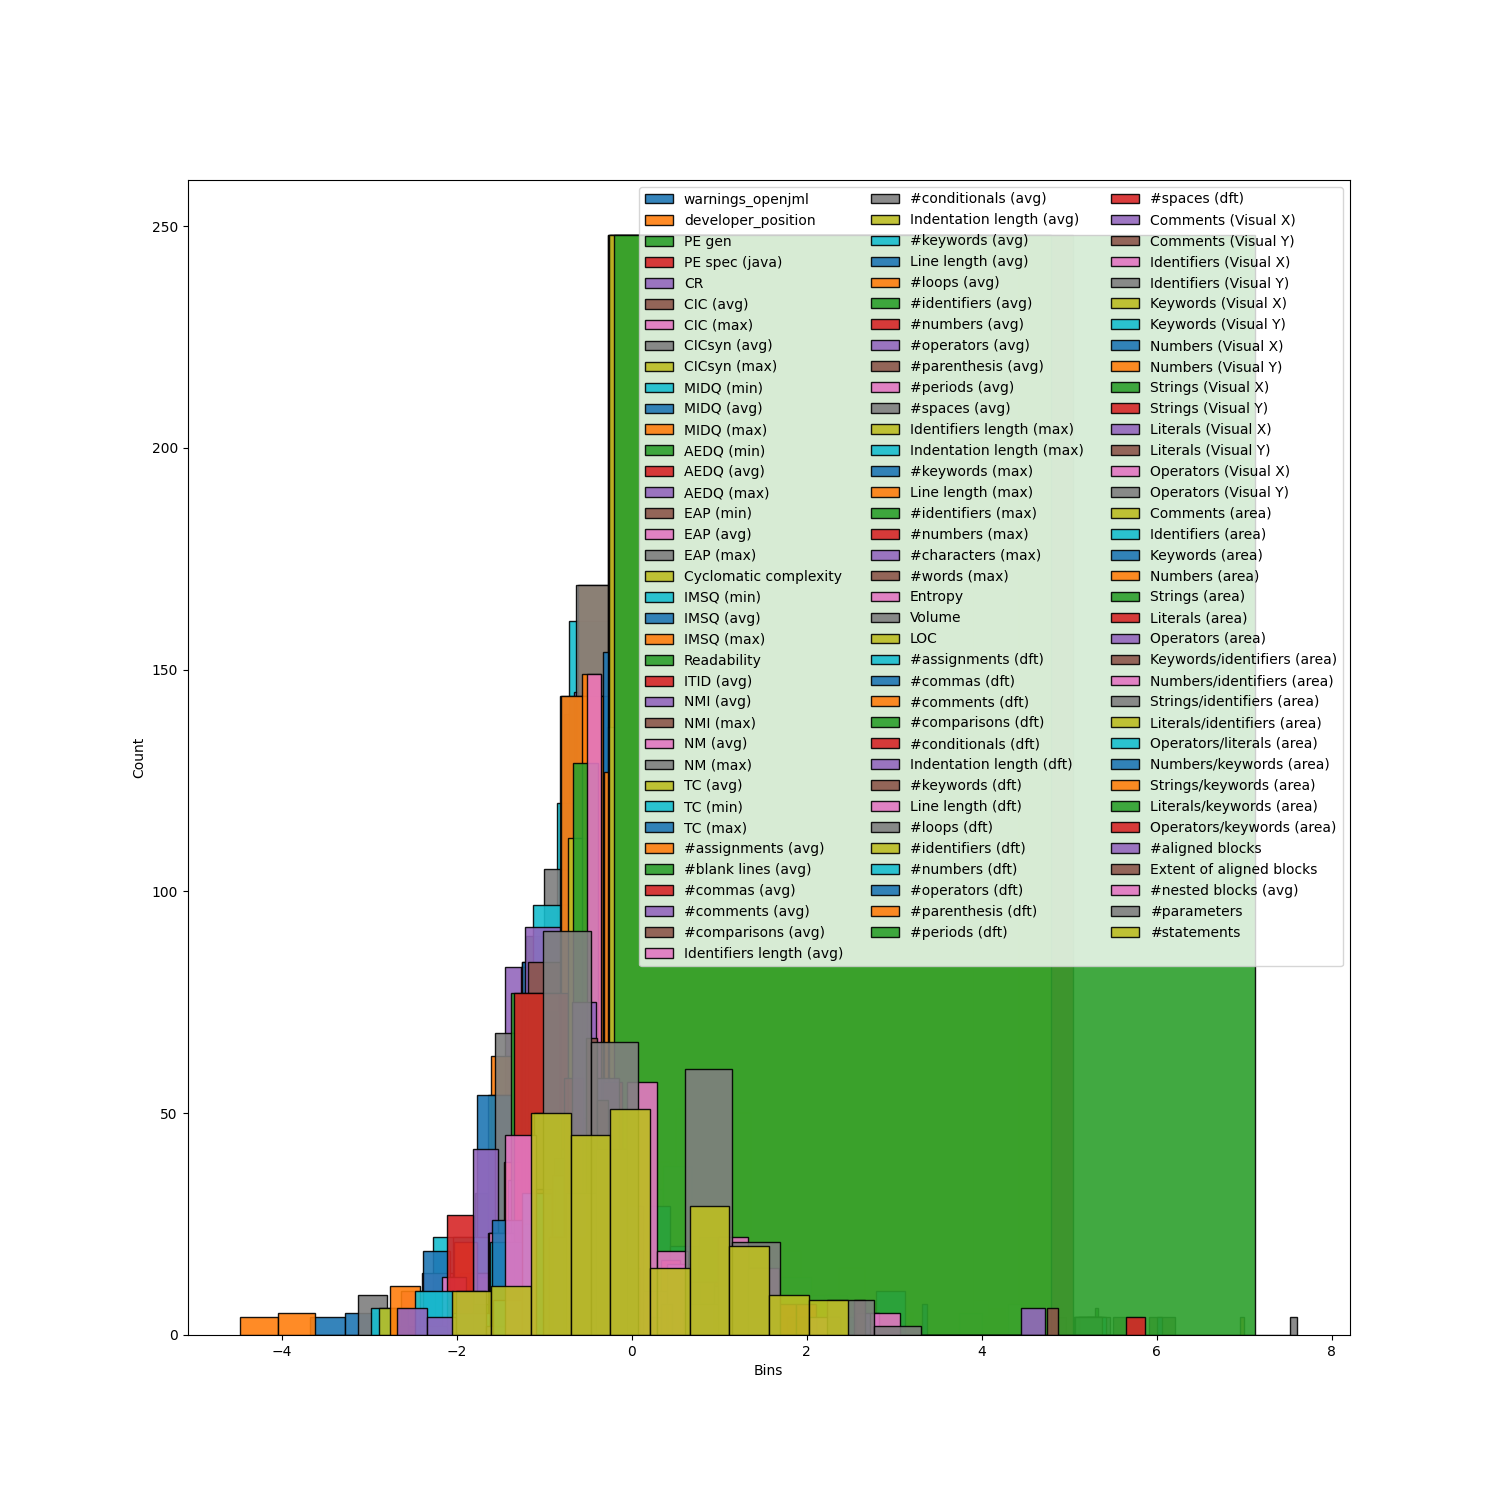 250
200
150
100
50
0
Count
−4
−2
0
2
4
6
8
Bins
warnings_openjml
developer_position
PE gen
PE spec (java)
CR
CIC (avg)
CIC (max)
CICsyn (avg)
CICsyn (max)
MIDQ (min)
MIDQ (avg)
MIDQ (max)
AEDQ (min)
AEDQ (avg)
AEDQ (max)
EAP (min)
EAP (avg)
EAP (max)
Cyclomatic complexity
IMSQ (min)
IMSQ (avg)
IMSQ (max)
Readability
ITID (avg)
NMI (avg)
NMI (max)
NM (avg)
NM (max)
TC (avg)
TC (min)
TC (max)
#assignments (avg)
#blank lines (avg)
#commas (avg)
#comments (avg)
#comparisons (avg)
Identifiers length (avg)
#conditionals (avg)
Indentation length (avg)
#keywords (avg)
Line length (avg)
#loops (avg)
#identifiers (avg)
#numbers (avg)
#operators (avg)
#parenthesis (avg)
#periods (avg)
#spaces (avg)
Identifiers length (max)
Indentation length (max)
#keywords (max)
Line length (max)
#identifiers (max)
#numbers (max)
#characters (max)
#words (max)
Entropy
Volume
LOC
#assignments (dft)
#commas (dft)
#comments (dft)
#comparisons (dft)
#conditionals (dft)
Indentation length (dft)
#keywords (dft)
Line length (dft)
#loops (dft)
#identifiers (dft)
#numbers (dft)
#operators (dft)
#parenthesis (dft)
#periods (dft)
#spaces (dft)
Comments (Visual X)
Comments (Visual Y)
Identifiers (Visual X)
Identifiers (Visual Y)
Keywords (Visual X)
Keywords (Visual Y)
Numbers (Visual X)
Numbers (Visual Y)
Strings (Visual X)
Strings (Visual Y)
Literals (Visual X)
Literals (Visual Y)
Operators (Visual X)
Operators (Visual Y)
Comments (area)
Identifiers (area)
Keywords (area)
Numbers (area)
Strings (area)
Literals (area)
Operators (area)
Keywords/identifiers (area)
Numbers/identifiers (area)
Strings/identifiers (area)
Literals/identifiers (area)
Operators/literals (area)
Numbers/keywords (area)
Strings/keywords (area)
Literals/keywords (area)
Operators/keywords (area)
#aligned blocks
Extent of aligned blocks
#nested blocks (avg)
#parameters
#statements